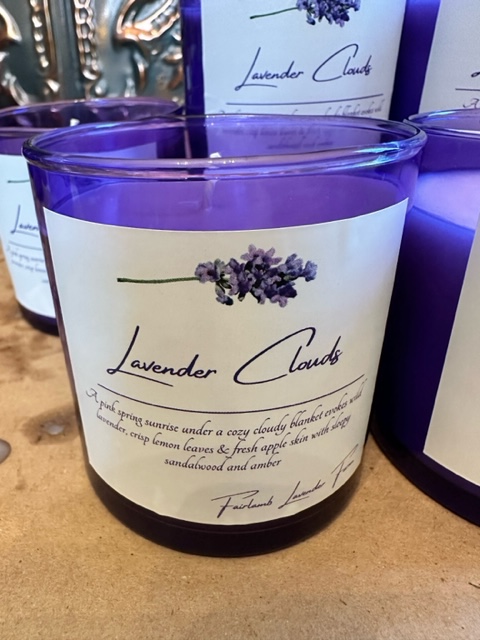 Lavender Clouds
Lavender Clouds
A pink spring sunrise under a cozy cloudy blanket evokes wild
lavender, crisp lemon leaves & fresh apple skin with sleepy
sandalwood and amber
Fairlamb Lavender Farm